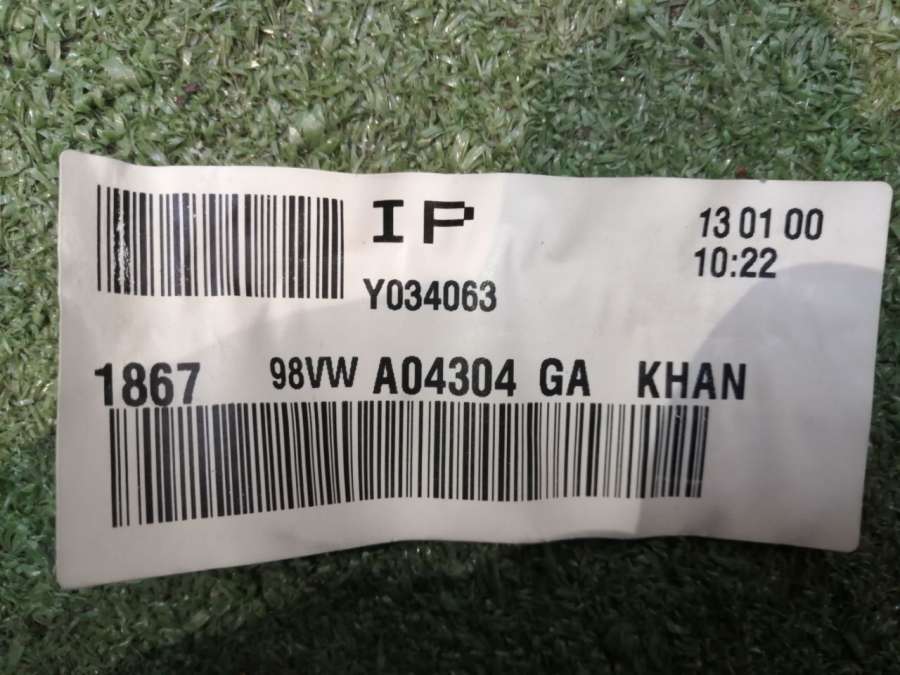 IP
13 01 00
10:22
Y034063
1867 98VW A04304 GA KHAN